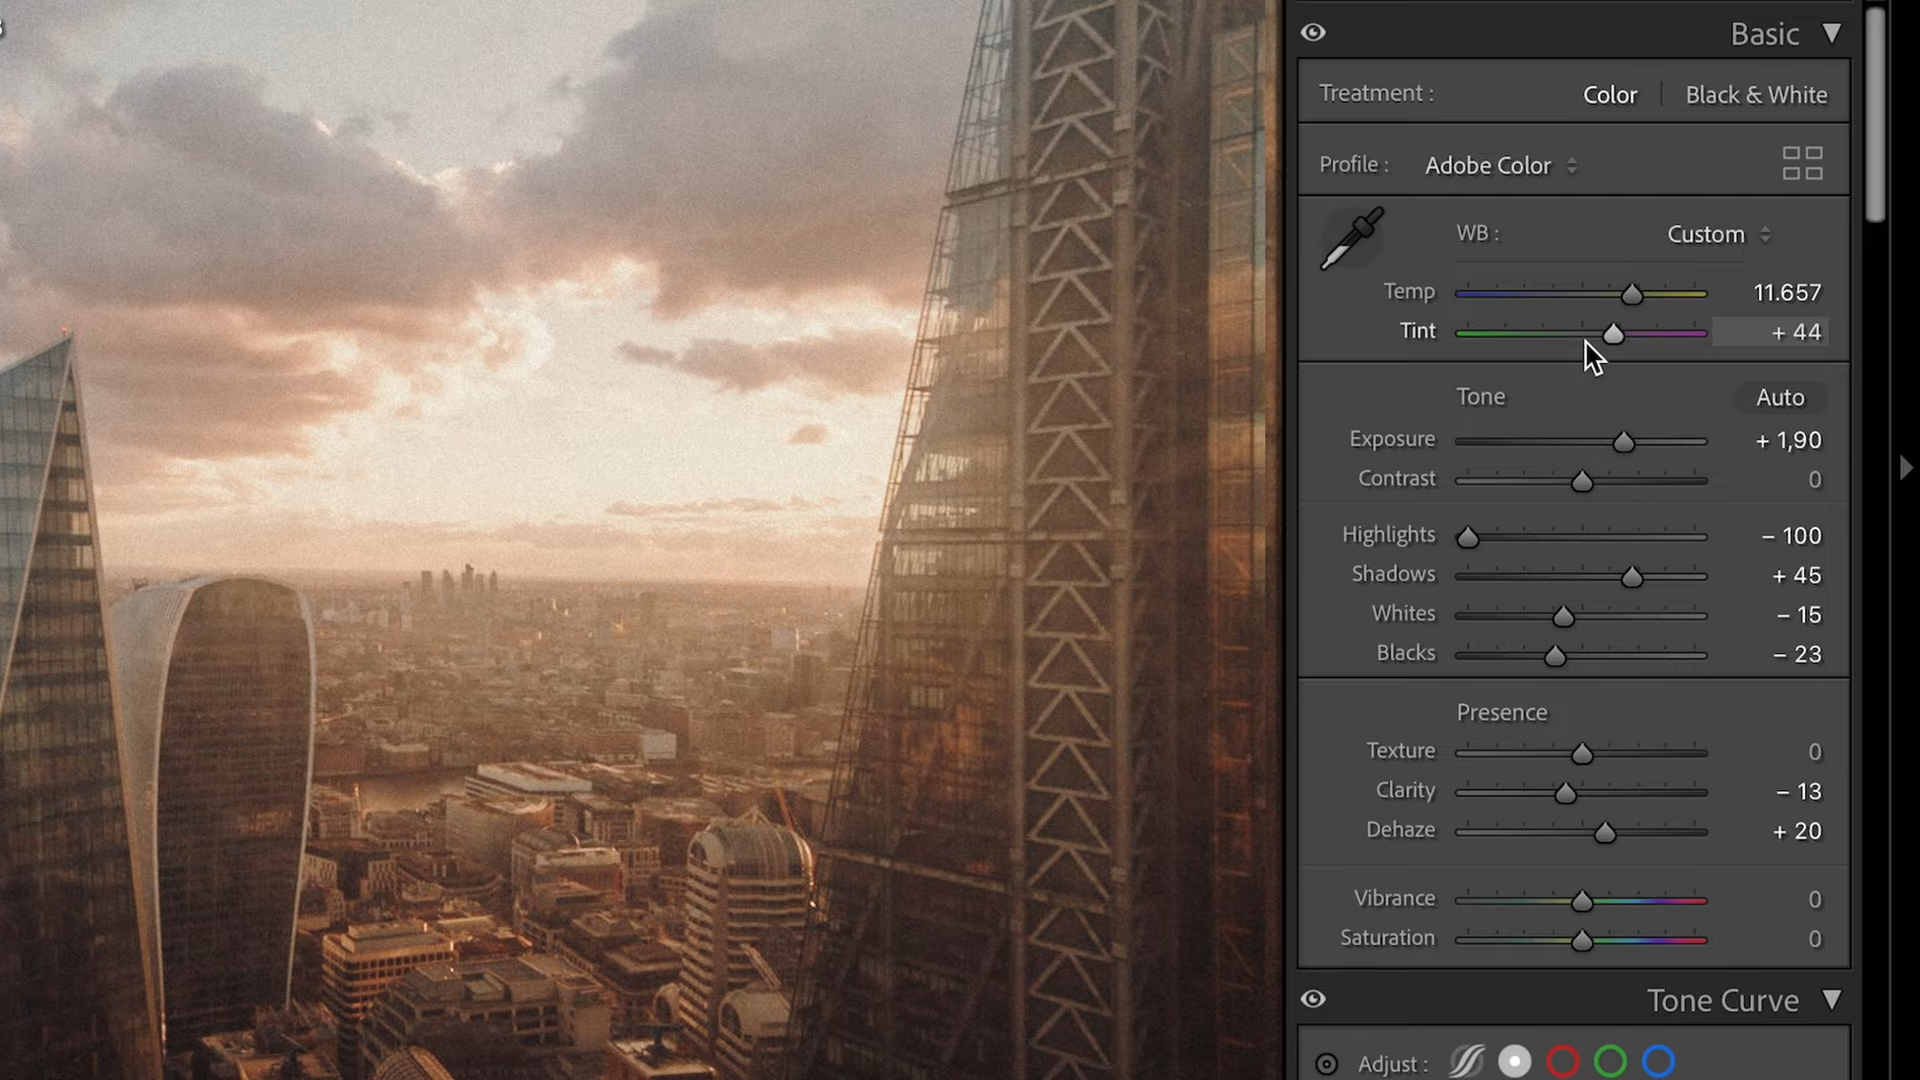 Basic
Treatment : Color Black & White
Profile : Adobe Color
WB : Custom
Temp 11.657
Tint + 44
Tone Auto
Exposure + 1,90
Contrast 0
Highlights – 100
Shadows + 45
Whites – 15
Blacks – 23
Presence
Texture 0
Clarity – 13
Dehaze + 20
Vibrance 0
Saturation 0
Tone Curve
Adjust :